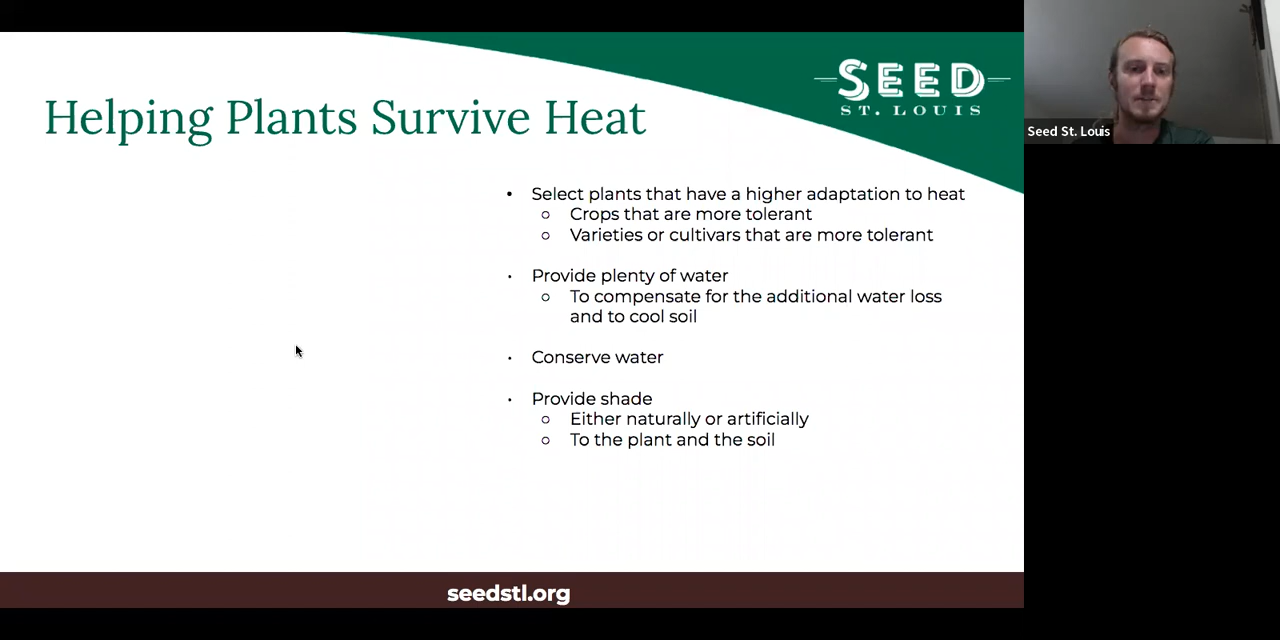 SEED
ST. LOUIS
Helping Plants Survive Heat
Seed St. Louis
• Select plants that have a higher adaptation to heat
○ Crops that are more tolerant
○ Varieties or cultivars that are more tolerant
• Provide plenty of water
○ To compensate for the additional water loss
and to cool soil
• Conserve water
• Provide shade
○ Either naturally or artificially
○ To the plant and the soil
seedstl.org